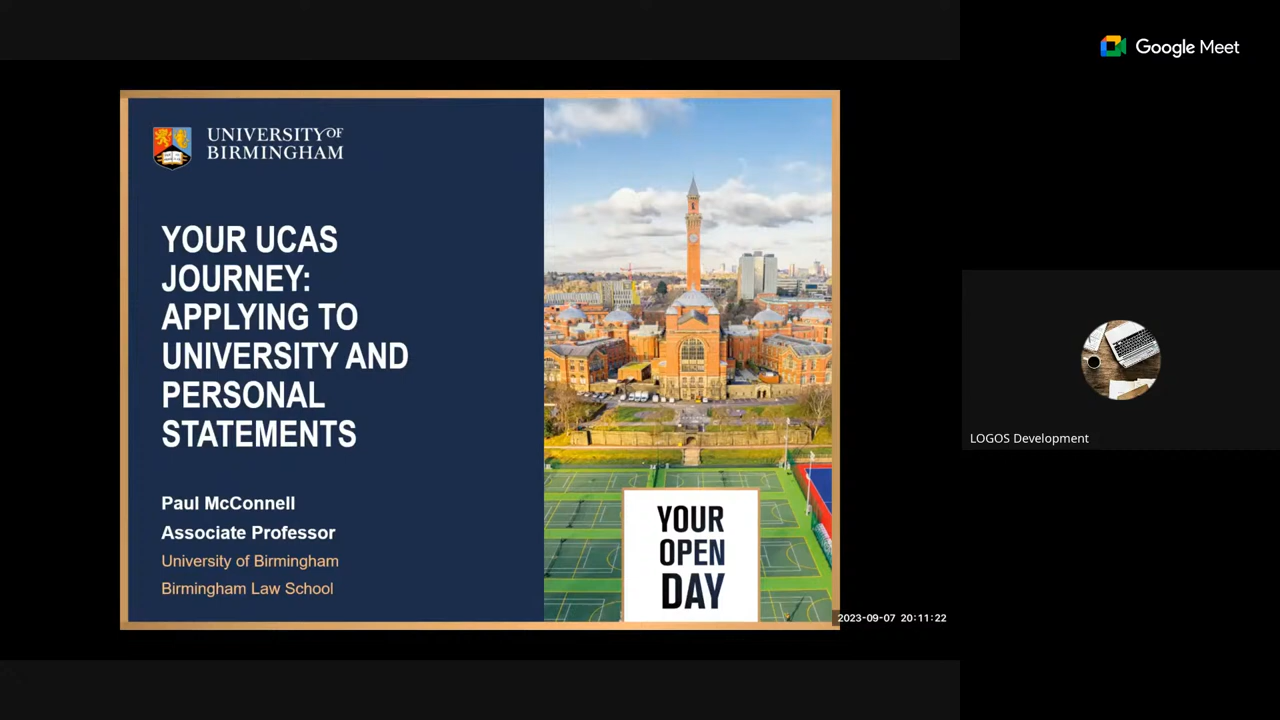 Google Meet
UNIVERSITY OF
BIRMINGHAM
YOUR UCAS
JOURNEY:
APPLYING TO
UNIVERSITY AND
PERSONAL
STATEMENTS
Paul McConnell
Associate Professor
University of Birmingham
Birmingham Law School
YOUR
OPEN
DAY
2023-09-07 20:11:22
LOGOS Development